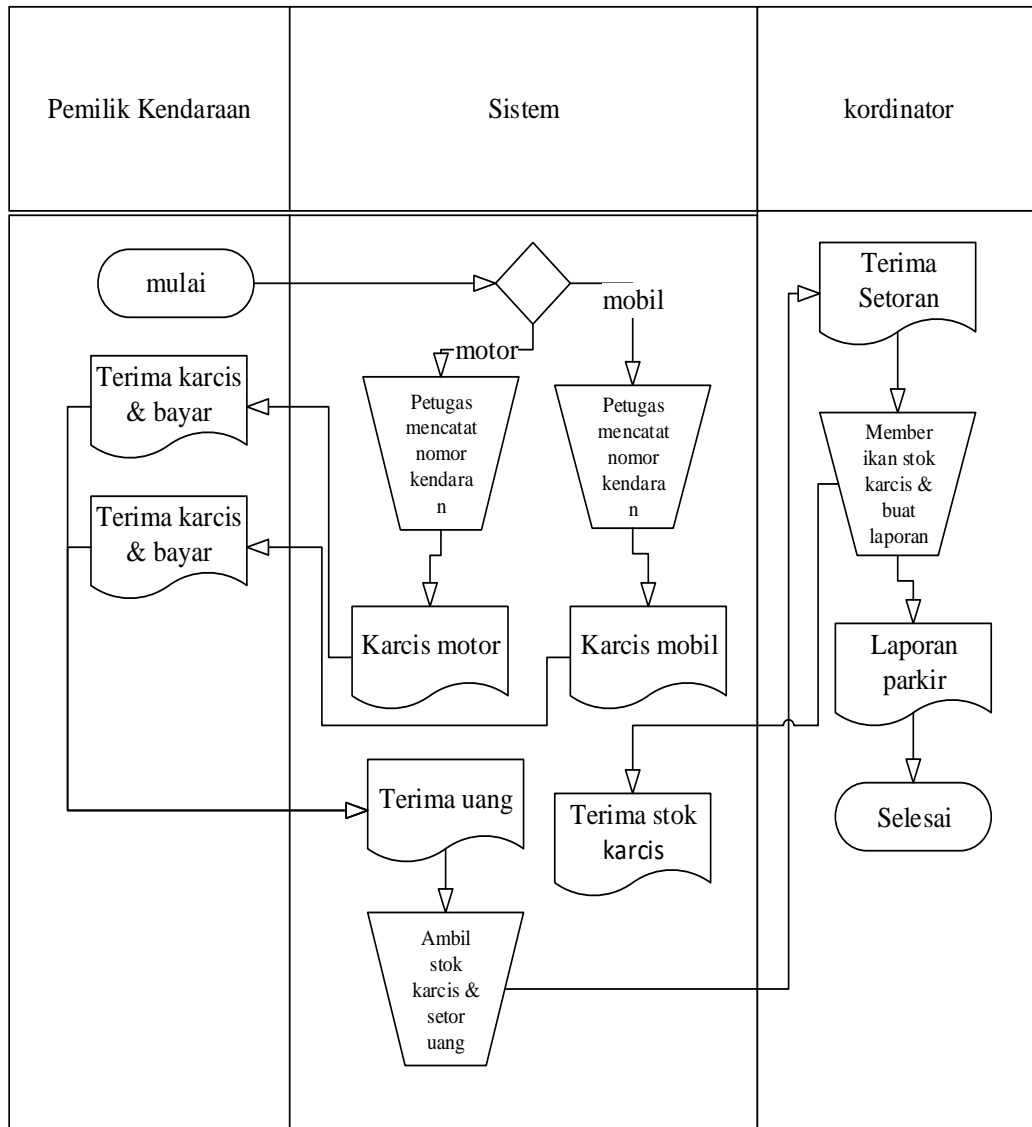 Pemilik Kendaraan
Sistem
kordinator
mulai
mobil
motor
Terima
Setoran
Terima karcis
& bayar
Petugas
mencatat
nomor
kendara
n
Petugas
mencatat
nomor
kendara
n
Member
ikan stok
karcis &
buat
laporan
Terima karcis
& bayar
Karcis motor
Karcis mobil
Laporan
parkir
Terima uang
Terima stok
karcis
Selesai
Ambil
stok
karcis &
setor
uang